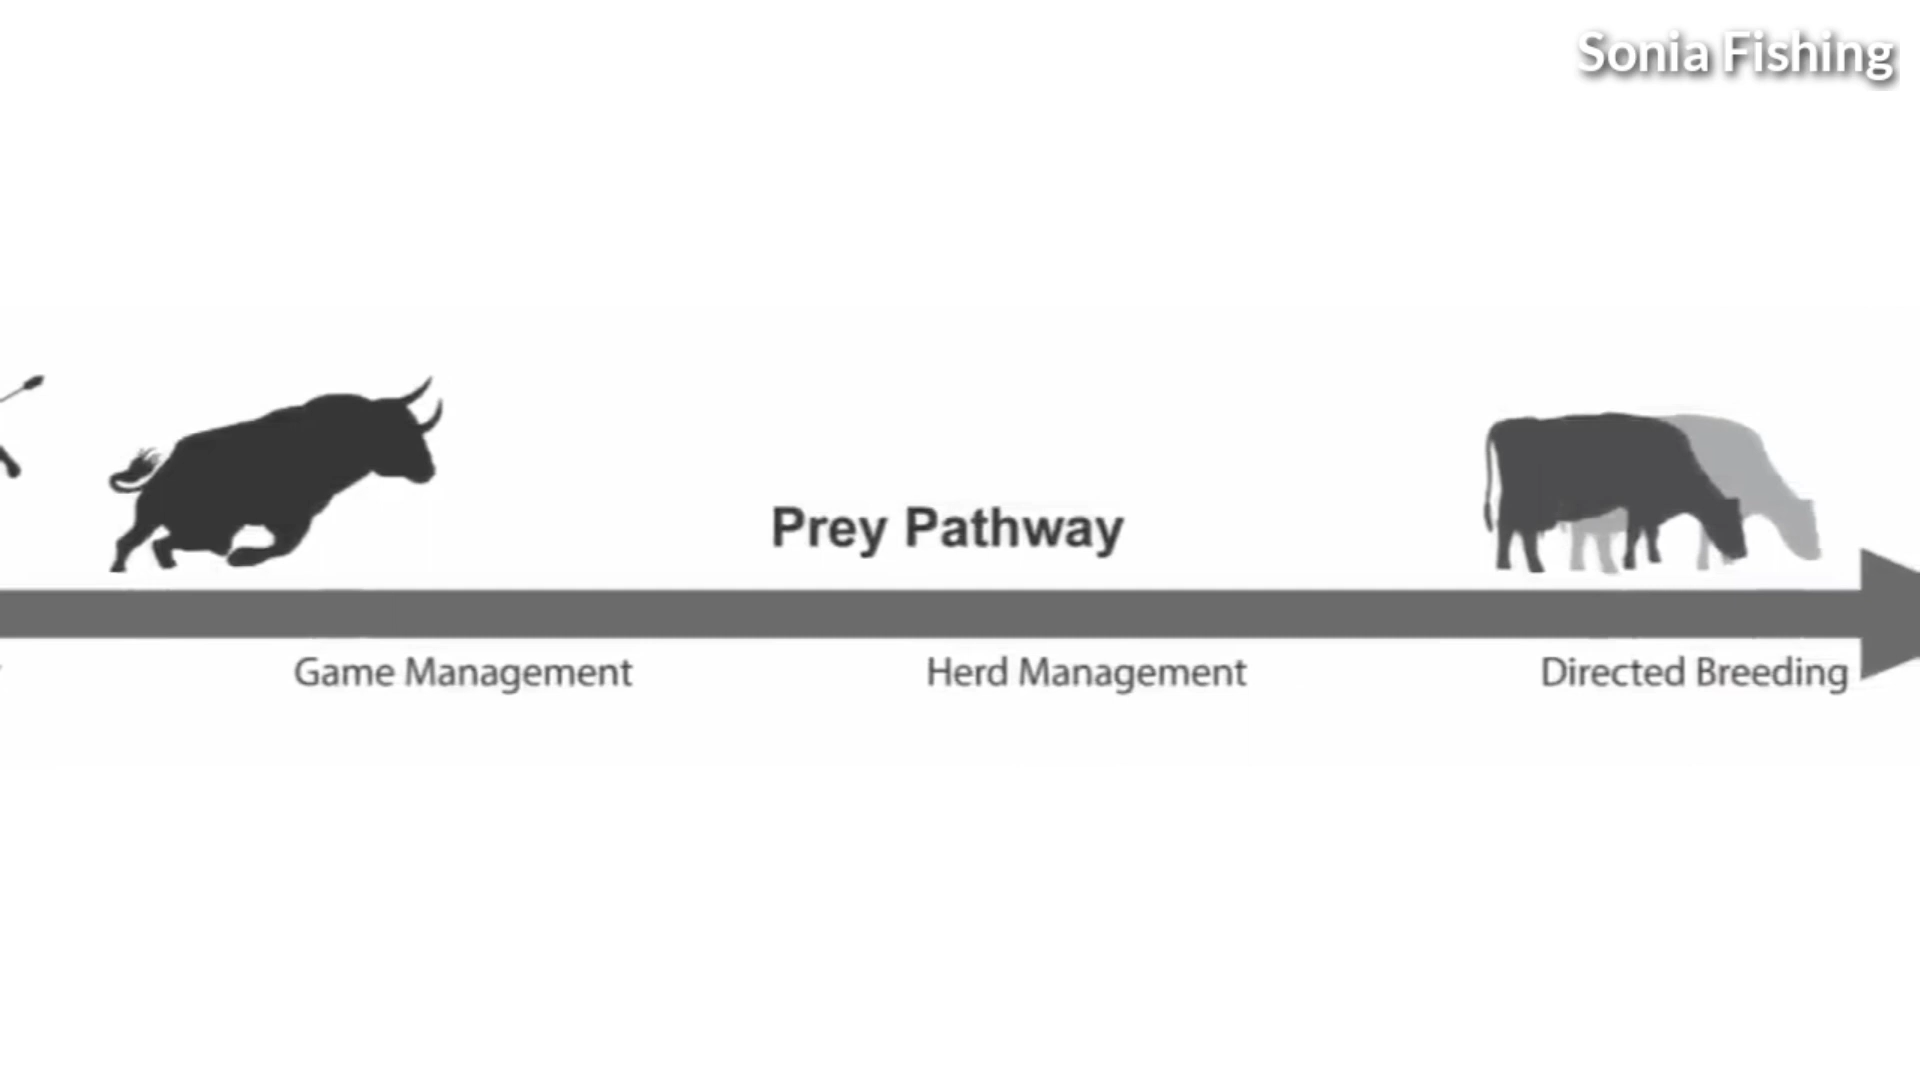 Sonia Fishing
Prey Pathway
Game Management
Herd Management
Directed Breeding